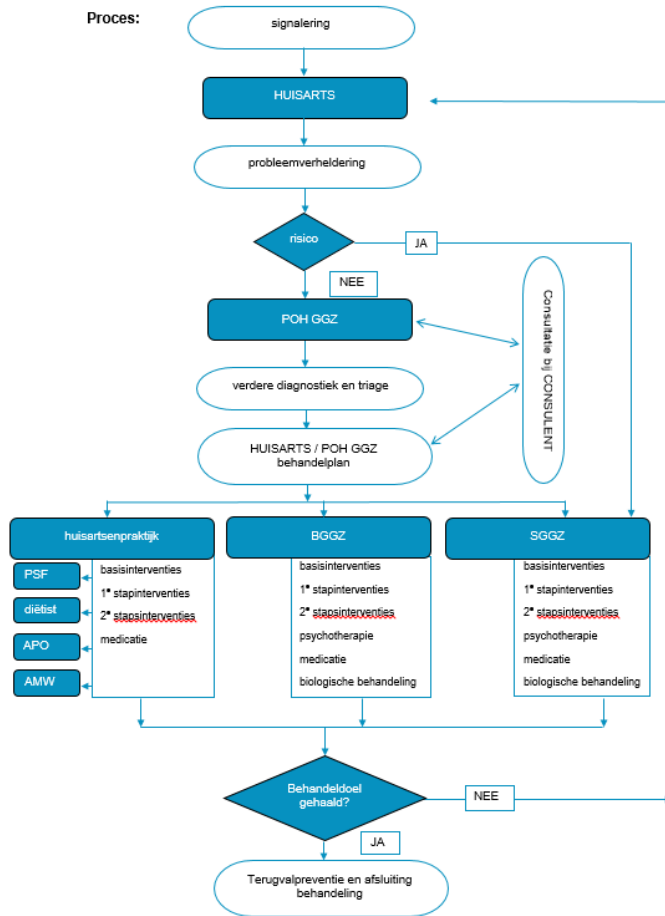 Proces:
signalering
HUISARTS
probleemverheldering
risico
JA
NEE
POH GGZ
Consultatie bij CONSULENT
verdere diagnostiek en triage
HUISARTS / POH GGZ
behandelplan
huisartsenpraktijk
BGGZ
SGGZ
PSF
diëtist
APO
AMW
basisinterventies
1e stapinterventies
2e stapsinterventies
medicatie
basisinterventies
1e stapinterventies
2e stapsinterventies
psychotherapie
medicatie
biologische behandeling
basisinterventies
1e stapinterventies
2e stapsinterventies
psychotherapie
medicatie
biologische behandeling
Behandeldoel
gehaald?
NEE
JA
Terugvalpreventie en afsluiting
behandeling